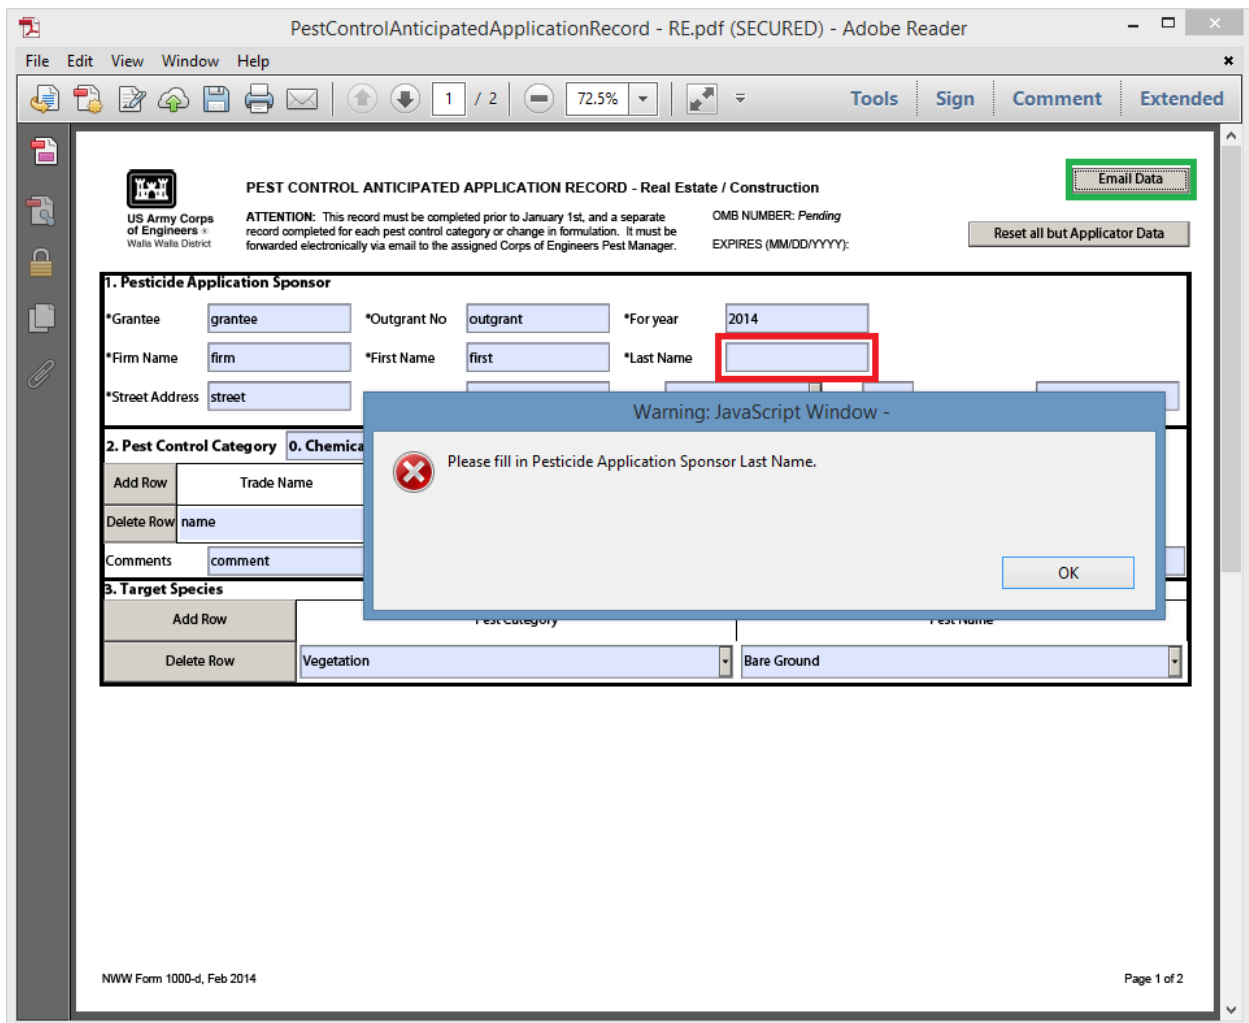 PestControlAnticipatedApplicationRecord - RE.pdf (SECURED) - Adobe Reader
File Edit View Window Help
1 / 2 72.5% Tools Sign Comment Extended
Email Data
PEST CONTROL ANTICIPATED APPLICATION RECORD - Real Estate / Construction
US Army Corps
of Engineers ®
Walla Walla District
ATTENTION: This record must be completed prior to January 1st, and a separate
record completed for each pest control category or change in formulation. It must be
forwarded electronically via email to the assigned Corps of Engineers Pest Manager.
OMB NUMBER: Pending
EXPIRES (MM/DD/YYYY):
Reset all but Applicator Data
1. Pesticide Application Sponsor
*Grantee grantee *Outgrant No outgrant *For year 2014
*Firm Name firm *First Name first *Last Name
*Street Address street
Warning: JavaScript Window -
Please fill in Pesticide Application Sponsor Last Name.
OK
2. Pest Control Category 0. Chemica
Add Row Trade Name
Delete Row name
Comments comment
3. Target Species
Add Row Pest Category Pest Name
Delete Row Vegetation Bare Ground
NWW Form 1000-d, Feb 2014 Page 1 of 2